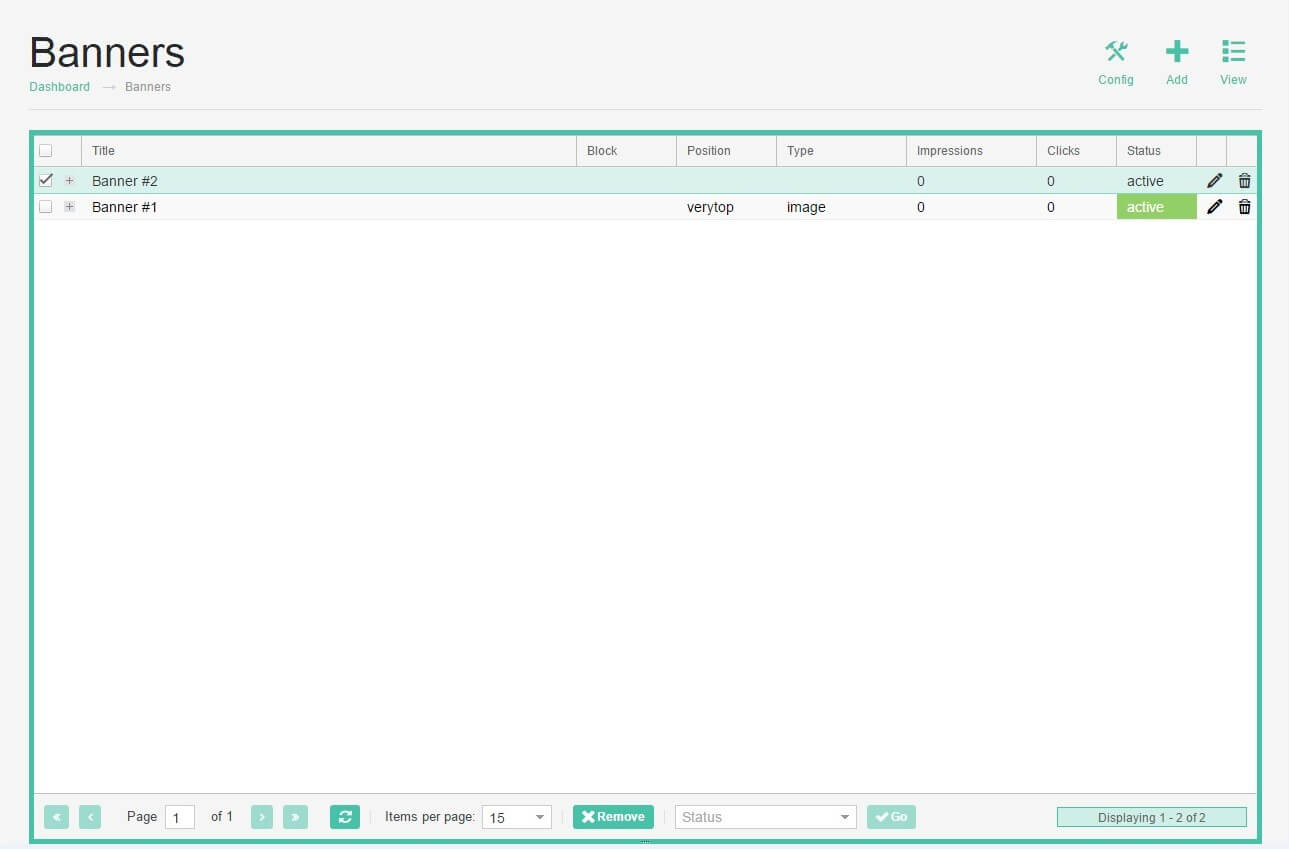 Banners
Dashboard → Banners
Config Add View
Title Block Position Type Impressions Clicks Status
Banner #2 0 0 active
Banner #1 verytop image 0 0 active
« ‹ Page 1 of 1 › » Items per page: 15 Remove Status Go Displaying 1 - 2 of 2